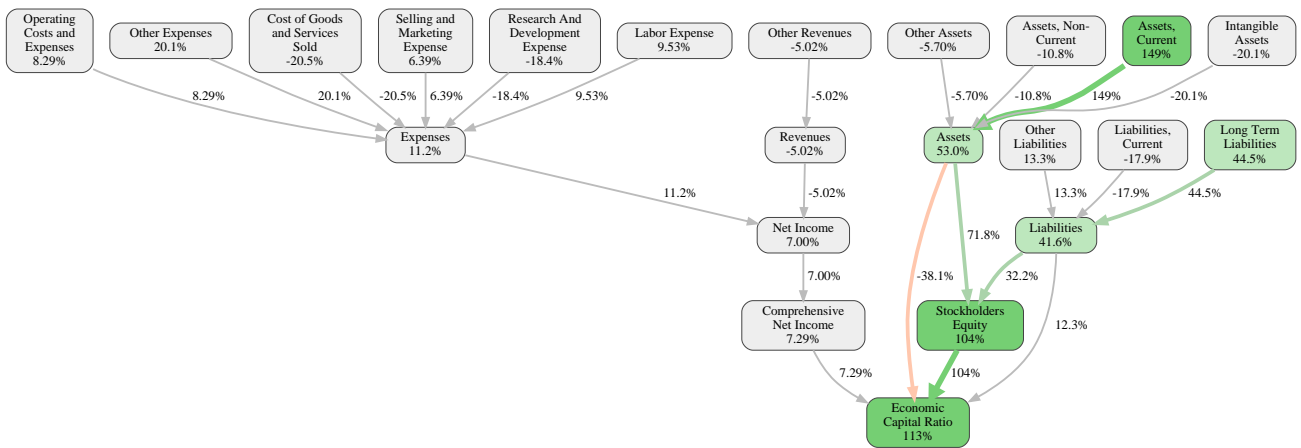 Operating
Costs and
Expenses
8.29%
Other Expenses
20.1%
Cost of Goods
and Services
Sold
-20.5%
Selling and
Marketing
Expense
6.39%
Research And
Development
Expense
-18.4%
Labor Expense
9.53%
Other Revenues
-5.02%
Other Assets
-5.70%
Assets, Non-
Current
-10.8%
Assets,
Current
149%
Intangible
Assets
-20.1%
8.29%
20.1%
-20.5%
6.39%
-18.4%
9.53%
-5.02%
-5.70%
-10.8%
149%
-20.1%
Expenses
11.2%
Revenues
-5.02%
Assets
53.0%
Other
Liabilities
13.3%
Liabilities,
Current
-17.9%
Long Term
Liabilities
44.5%
11.2%
-5.02%
13.3%
-17.9%
44.5%
Net Income
7.00%
71.8%
Liabilities
41.6%
7.00%
-38.1%
32.2%
Comprehensive
Net Income
7.29%
Stockholders
Equity
104%
12.3%
7.29%
104%
Economic
Capital Ratio
113%